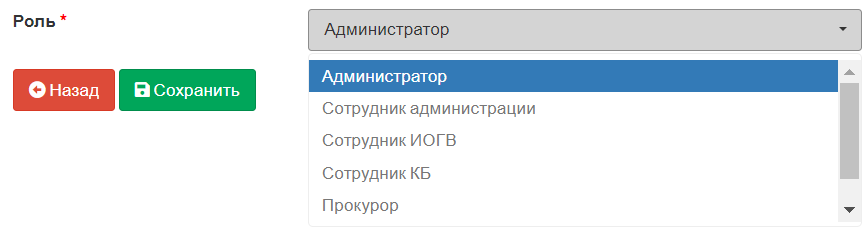 Роль *
Администратор
Администратор
Сотрудник администрации
Сотрудник ИОГВ
Сотрудник КБ
Прокурор
Назад
Сохранить